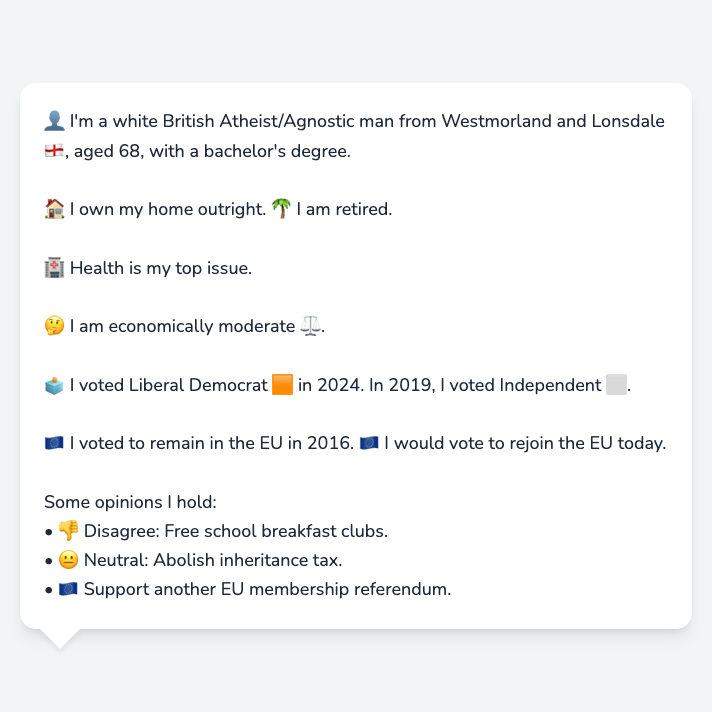 👤 I'm a white British Atheist/Agnostic man from Westmorland and Lonsdale
🏴󠁧󠁢󠁥󠁮󠁧󠁿, aged 68, with a bachelor's degree.
🏠 I own my home outright. 🌴 I am retired.
🏥 Health is my top issue.
🤔 I am economically moderate ⚖️.
🗳️ I voted Liberal Democrat 🟧 in 2024. In 2019, I voted Independent ⬜.
🇪🇺 I voted to remain in the EU in 2016. 🇪🇺 I would vote to rejoin the EU today.
Some opinions I hold:
• 👎 Disagree: Free school breakfast clubs.
• 😐 Neutral: Abolish inheritance tax.
• 🇪🇺 Support another EU membership referendum.